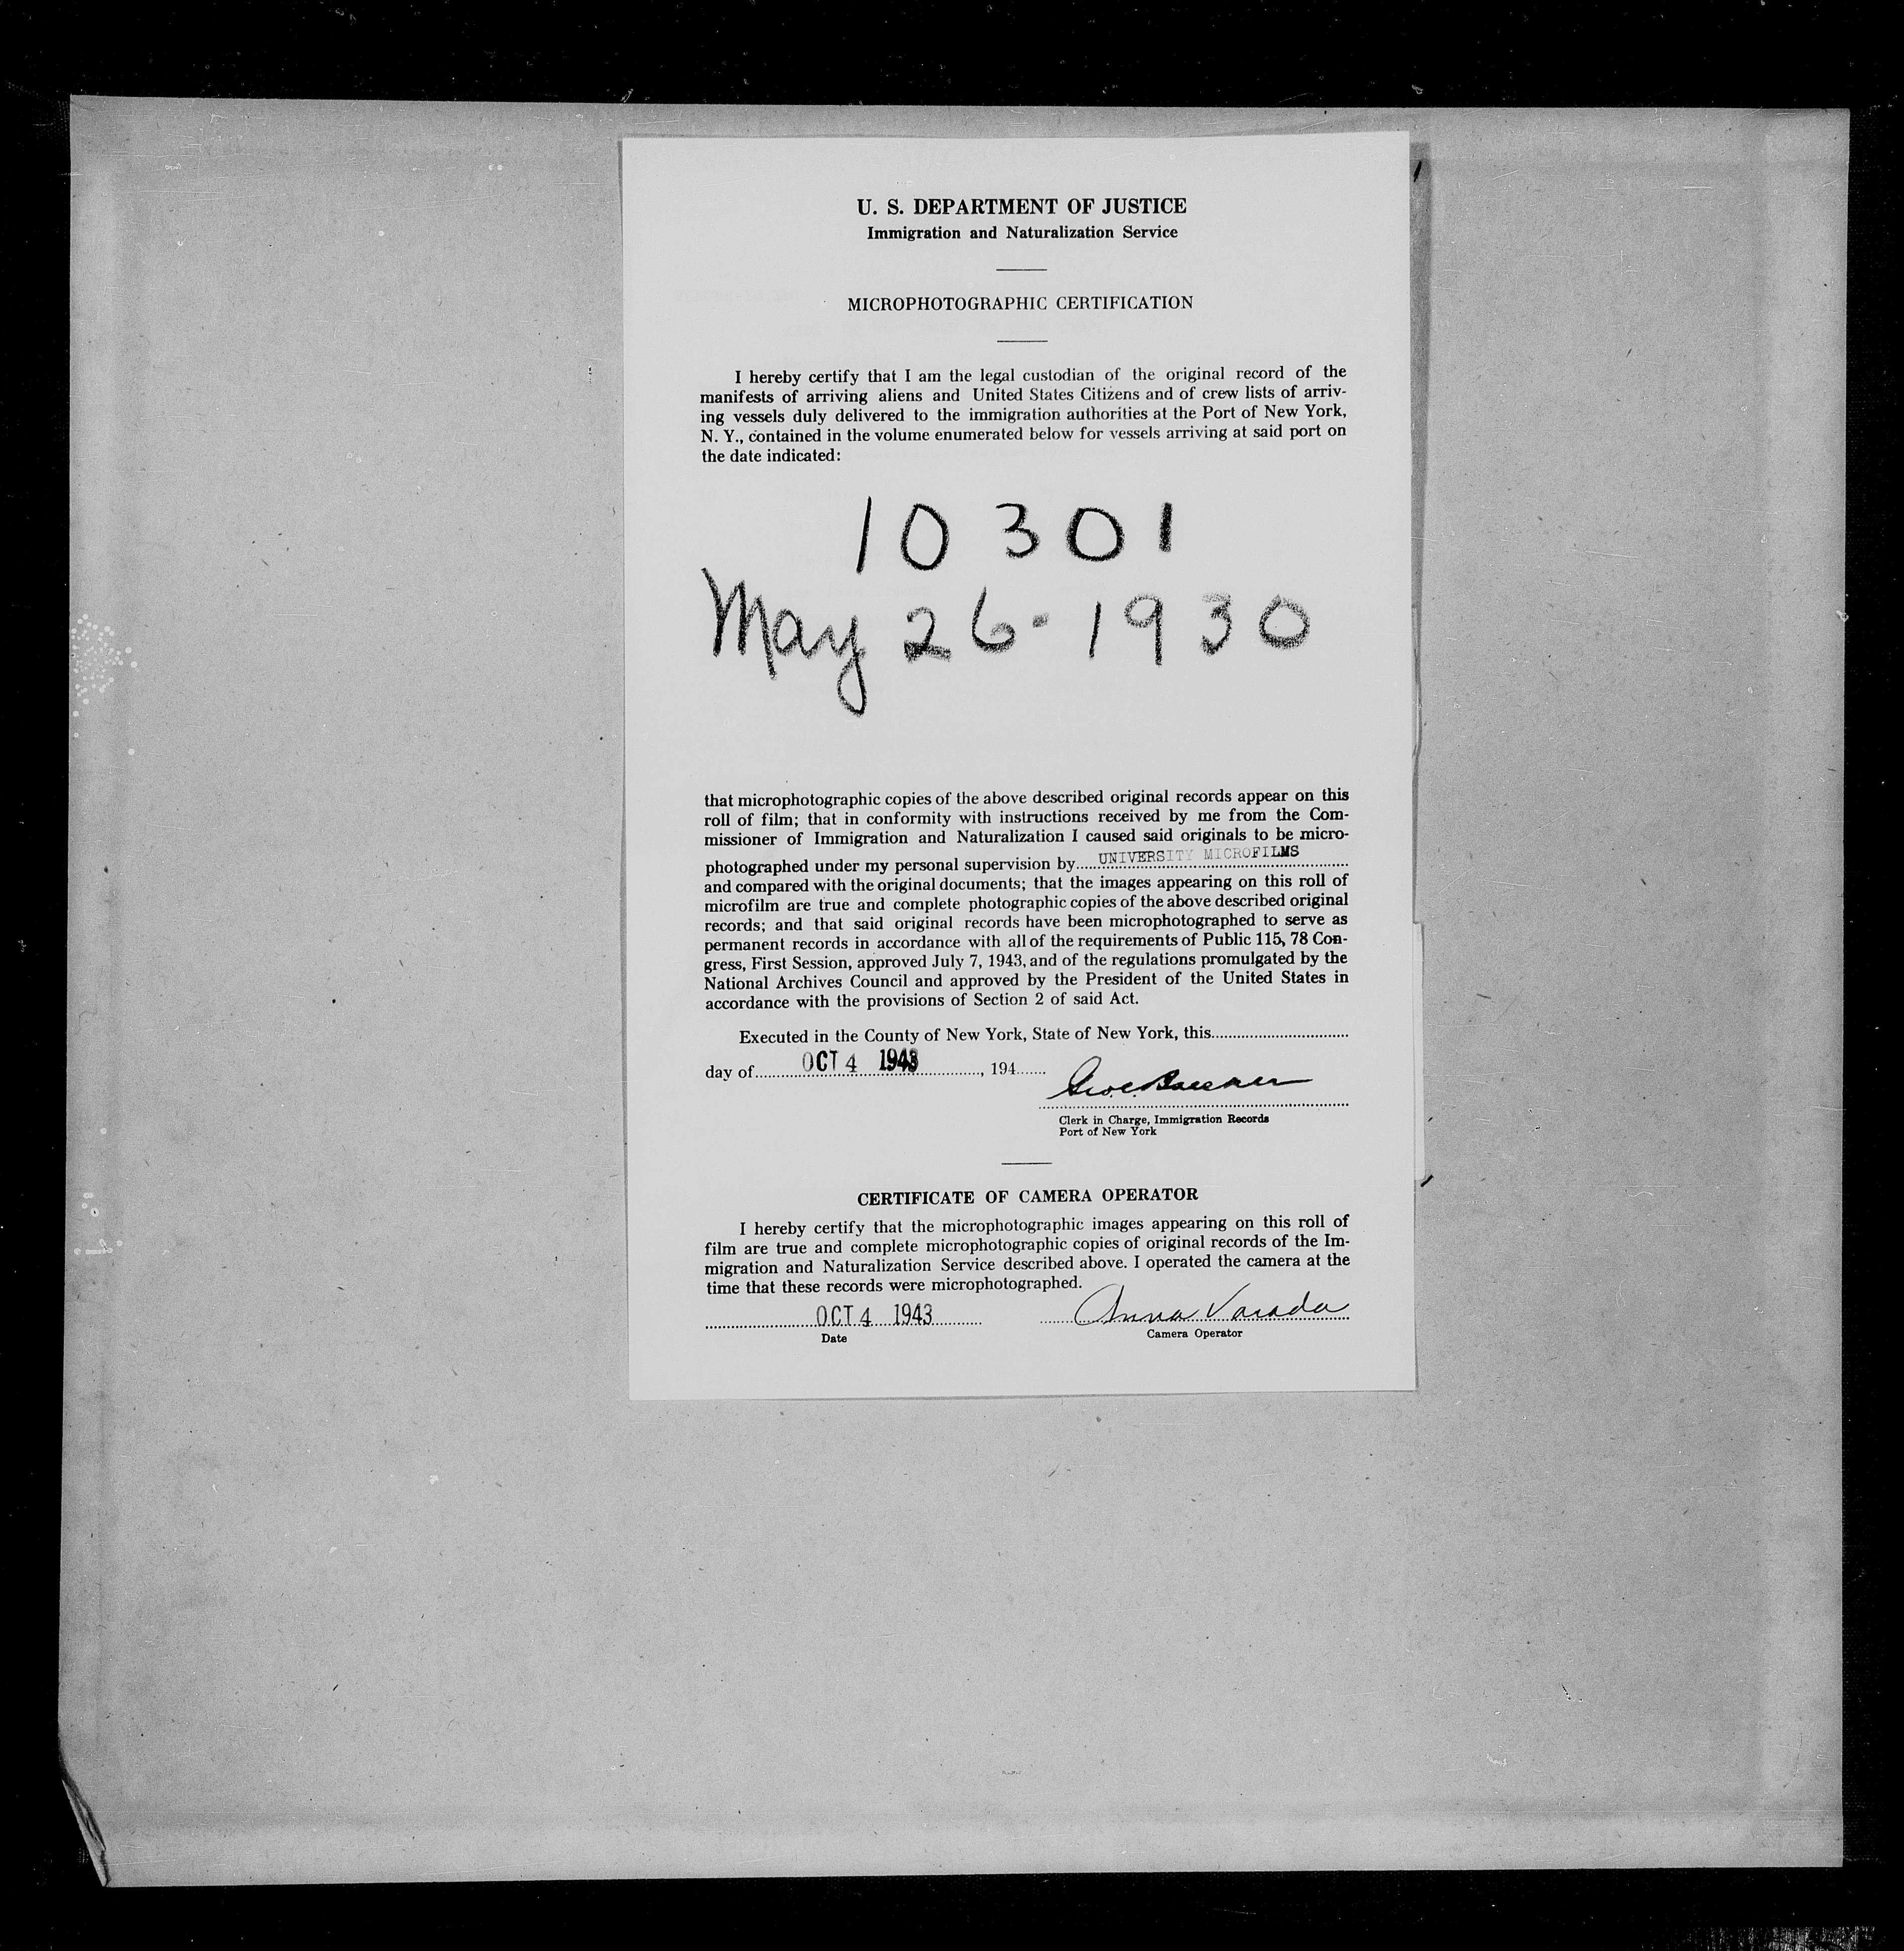 U. S. DEPARTMENT OF JUSTICE
Immigration and Naturalization Service
MICROPHOTOGRAPHIC CERTIFICATION
I hereby certify that I am the legal custodian of the original record of the
manifests of arriving aliens and United States Citizens and of crew lists of arriv-
ing vessels duly delivered to the immigration authorities at the Port of New York,
N. Y., contained in the volume enumerated below for vessels arriving at said port on
the date indicated:
10301
May 26-1930
that microphotographic copies of the above described original records appear on this
roll of film; that in conformity with instructions received by me from the Com-
missioner of Immigration and Naturalization I caused said originals to be micro-
photographed under my personal supervision by UNIVERSITY MICROFILMS
and compared with the original documents; that the images appearing on this roll of
microfilm are true and complete photographic copies of the above described original
records; and that said original records have been microphotographed to serve as
permanent records in accordance with all of the requirements of Public 115, 78 Con-
gress, First Session, approved July 7, 1943, and of the regulations promulgated by the
National Archives Council and approved by the President of the United States in
accordance with the provisions of Section 2 of said Act.
Executed in the County of New York, State of New York, this
day of OCT 4 1943, 194
Clerk in Charge, Immigration Records
Port of New York
CERTIFICATE OF CAMERA OPERATOR
I hereby certify that the microphotographic images appearing on this roll of
film are true and complete microphotographic copies of original records of the Im-
migration and Naturalization Service described above. I operated the camera at the
time that these records were microphotographed.
OCT 4 1943 Anna Varada
Date Camera Operator